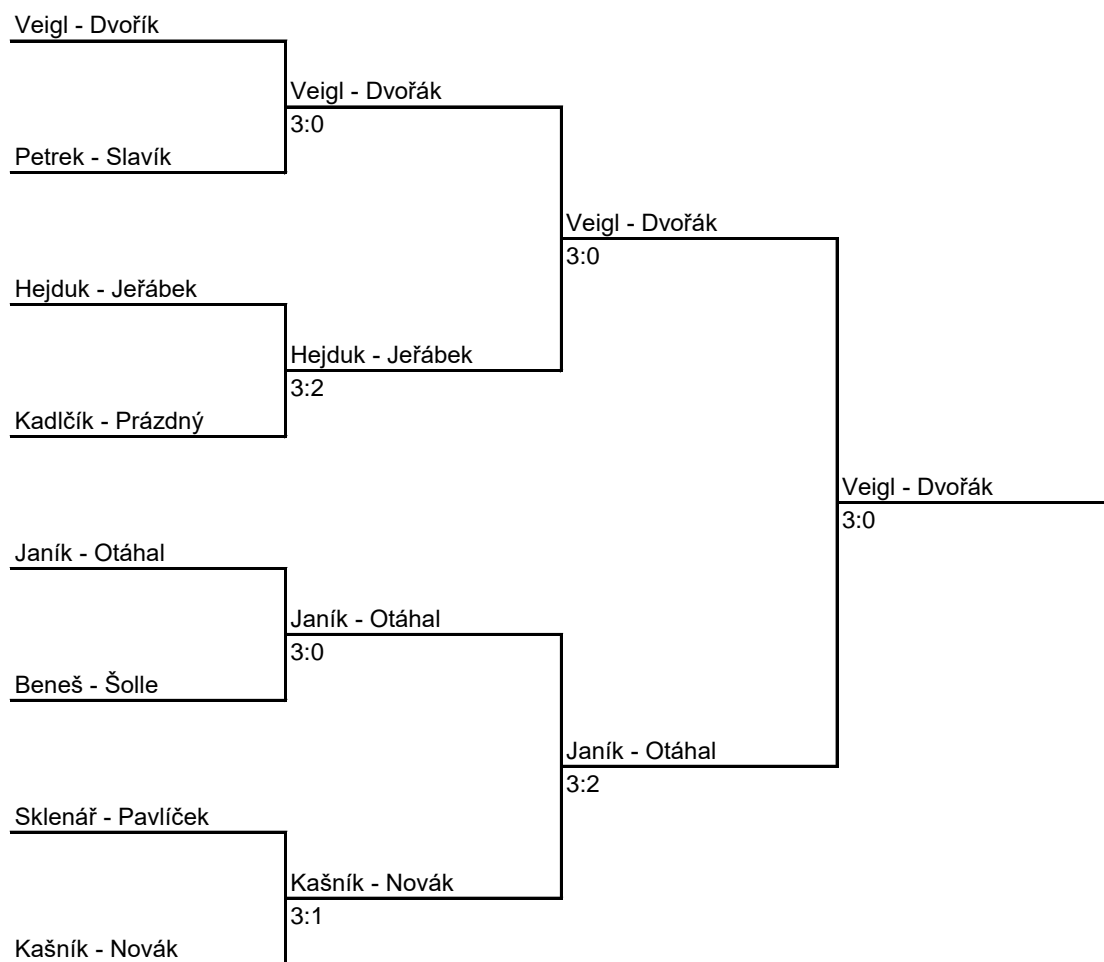 Veigl - Dvořík
Veigl - Dvořák
3:0
Petrek - Slavík
Veigl - Dvořák
3:0
Hejduk - Jeřábek
Hejduk - Jeřábek
3:2
Kadlčík - Prázdný
Veigl - Dvořák
3:0
Janík - Otáhal
Janík - Otáhal
3:0
Beneš - Šolle
Janík - Otáhal
3:2
Sklenář - Pavlíček
Kašník - Novák
3:1
Kašník - Novák